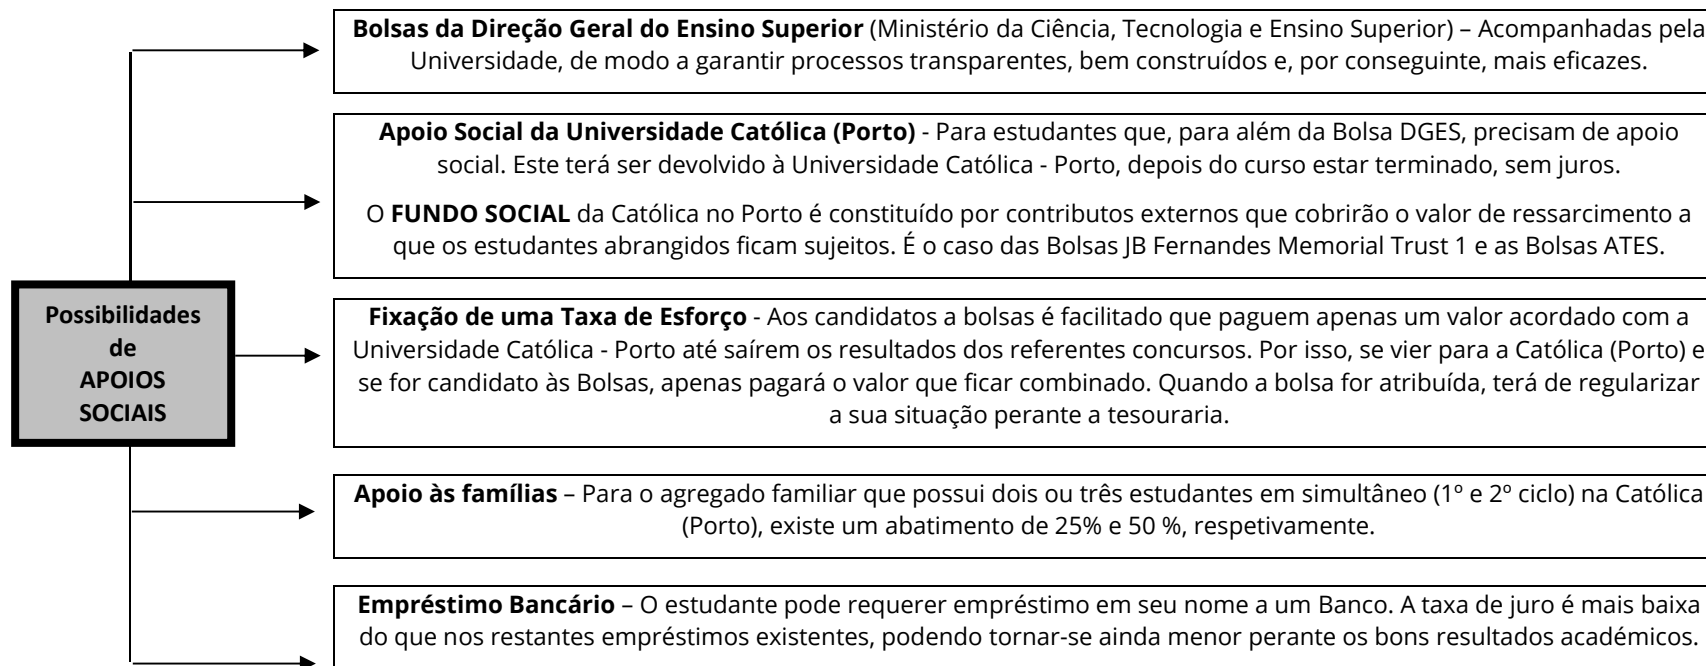 Bolsas da Direção Geral do Ensino Superior (Ministério da Ciência, Tecnologia e Ensino Superior) – Acompanhadas pela
Universidade, de modo a garantir processos transparentes, bem construídos e, por conseguinte, mais eficazes.
Apoio Social da Universidade Católica (Porto) - Para estudantes que, para além da Bolsa DGES, precisam de apoio
social. Este terá ser devolvido à Universidade Católica - Porto, depois do curso estar terminado, sem juros.
O FUNDO SOCIAL da Católica no Porto é constituído por contributos externos que cobrirão o valor de ressarcimento a
que os estudantes abrangidos ficam sujeitos. É o caso das Bolsas JB Fernandes Memorial Trust 1 e as Bolsas ATES.
Possibilidades
de
APOIOS
SOCIAIS
Fixação de uma Taxa de Esforço - Aos candidatos a bolsas é facilitado que paguem apenas um valor acordado com a
Universidade Católica - Porto até saírem os resultados dos referentes concursos. Por isso, se vier para a Católica (Porto) e
se for candidato às Bolsas, apenas pagará o valor que ficar combinado. Quando a bolsa for atribuída, terá de regularizar
a sua situação perante a tesouraria.
Apoio às famílias – Para o agregado familiar que possui dois ou três estudantes em simultâneo (1º e 2º ciclo) na Católica
(Porto), existe um abatimento de 25% e 50 %, respetivamente.
Empréstimo Bancário – O estudante pode requerer empréstimo em seu nome a um Banco. A taxa de juro é mais baixa
do que nos restantes empréstimos existentes, podendo tornar-se ainda menor perante os bons resultados académicos.